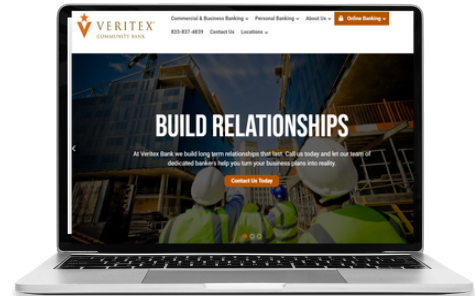 VERITEX
COMMUNITY BANK
Commercial & Business Banking Personal Banking About Us Online Banking
833-837-4839 Contact Us Locations
BUILD RELATIONSHIPS
At Veritex Bank we build long term relationships that last. Call us today and let our team of
dedicated bankers help you turn your business plans into reality.
Contact Us Today